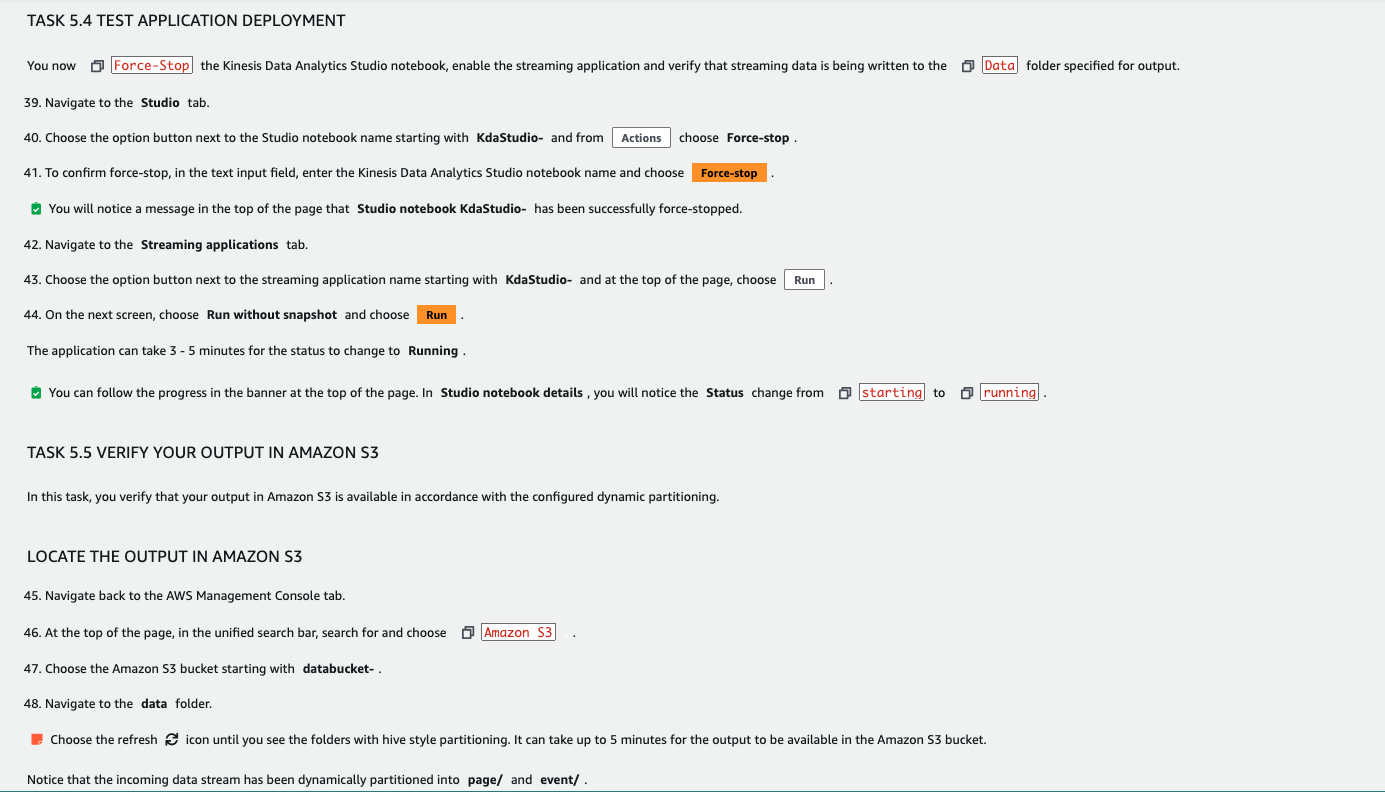 TASK 5.4 TEST APPLICATION DEPLOYMENT
You now Force-Stop the Kinesis Data Analytics Studio notebook, enable the streaming application and verify that streaming data is being written to the Data folder specified for output.
39. Navigate to the Studio tab.
40. Choose the option button next to the Studio notebook name starting with KdaStudio- and from Actions choose Force-stop .
41. To confirm force-stop, in the text input field, enter the Kinesis Data Analytics Studio notebook name and choose Force-stop .
You will notice a message in the top of the page that Studio notebook KdaStudio- has been successfully force-stopped.
42. Navigate to the Streaming applications tab.
43. Choose the option button next to the streaming application name starting with KdaStudio- and at the top of the page, choose Run .
44. On the next screen, choose Run without snapshot and choose Run .
The application can take 3 - 5 minutes for the status to change to Running .
You can follow the progress in the banner at the top of the page. In Studio notebook details , you will notice the Status change from starting to running .
TASK 5.5 VERIFY YOUR OUTPUT IN AMAZON S3
In this task, you verify that your output in Amazon S3 is available in accordance with the configured dynamic partitioning.
LOCATE THE OUTPUT IN AMAZON S3
45. Navigate back to the AWS Management Console tab.
46. At the top of the page, in the unified search bar, search for and choose Amazon S3 .
47. Choose the Amazon S3 bucket starting with databucket- .
48. Navigate to the data folder.
Choose the refresh icon until you see the folders with hive style partitioning. It can take up to 5 minutes for the output to be available in the Amazon S3 bucket.
Notice that the incoming data stream has been dynamically partitioned into page/ and event/ .